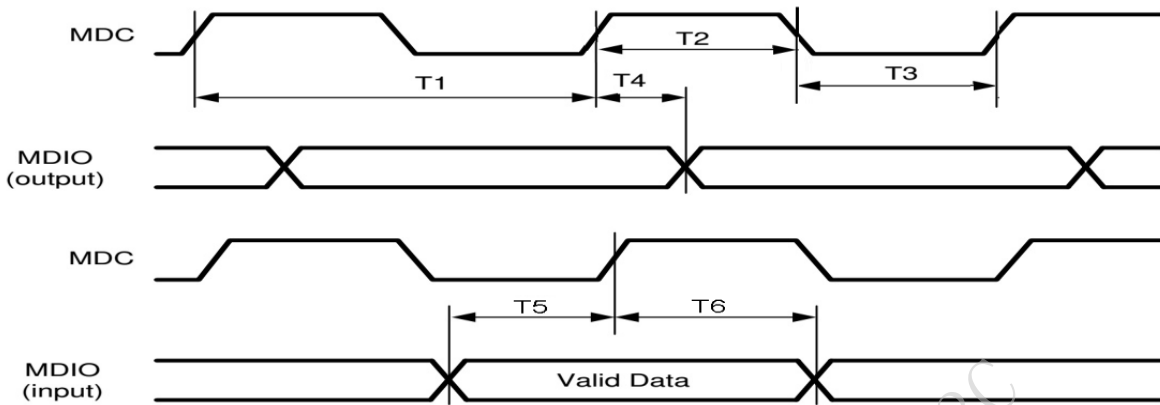 MDC
T2
T3
T1
T4
MDIO
(output)
MDC
T5
T6
MDIO
(input)
Valid Data